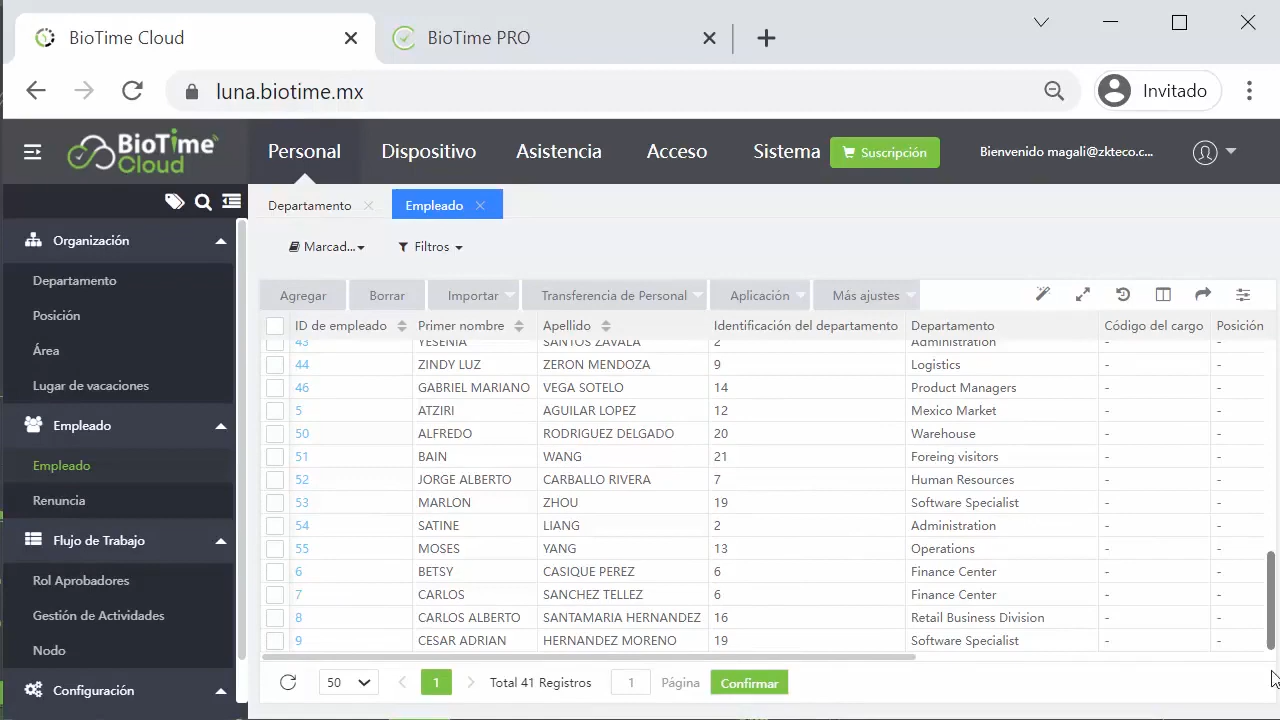 BioTime Cloud
BioTime PRO
luna.biotime.mx
Invitado
BioTime Cloud
Personal
Dispositivo
Asistencia
Acceso
Sistema
Suscripción
Bienvenido magali@zkteco.c...
Departamento
Empleado
Organización
Departamento
Posición
Área
Lugar de vacaciones
Empleado
Empleado
Renuncia
Flujo de Trabajo
Rol Aprobadores
Gestión de Actividades
Nodo
Configuración
Marcad...
Filtros
Agregar
Borrar
Importar
Transferencia de Personal
Aplicación
Más ajustes
ID de empleado Primer nombre Apellido Identificación del departamento Departamento Código del cargo Posición
43 YESENIA SANTOS ZAVALA 2 Administration - -
44 ZINDY LUZ ZERON MENDOZA 9 Logistics - -
46 GABRIEL MARIANO VEGA SOTELO 14 Product Managers - -
5 ATZIRI AGUILAR LOPEZ 12 Mexico Market - -
50 ALFREDO RODRIGUEZ DELGADO 20 Warehouse - -
51 BAIN WANG 21 Foreing visitors - -
52 JORGE ALBERTO CARBALLO RIVERA 7 Human Resources - -
53 MARLON ZHOU 19 Software Specialist - -
54 SATINE LIANG 2 Administration - -
55 MOSES YANG 13 Operations - -
6 BETSY CASIQUE PEREZ 6 Finance Center - -
7 CARLOS SANCHEZ TELLEZ 6 Finance Center - -
8 CARLOS ALBERTO SANTAMARIA HERNANDEZ 16 Retail Business Division - -
9 CESAR ADRIAN HERNANDEZ MORENO 19 Software Specialist - -
50
1
Total 41 Registros
1
Página
Confirmar